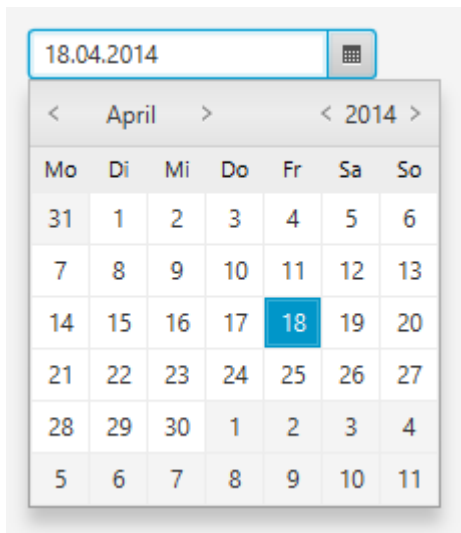 18.04.2014
< April > < 2014 >
Mo Di Mi Do Fr Sa So
31 1 2 3 4 5 6
7 8 9 10 11 12 13
14 15 16 17 18 19 20
21 22 23 24 25 26 27
28 29 30 1 2 3 4
5 6 7 8 9 10 11